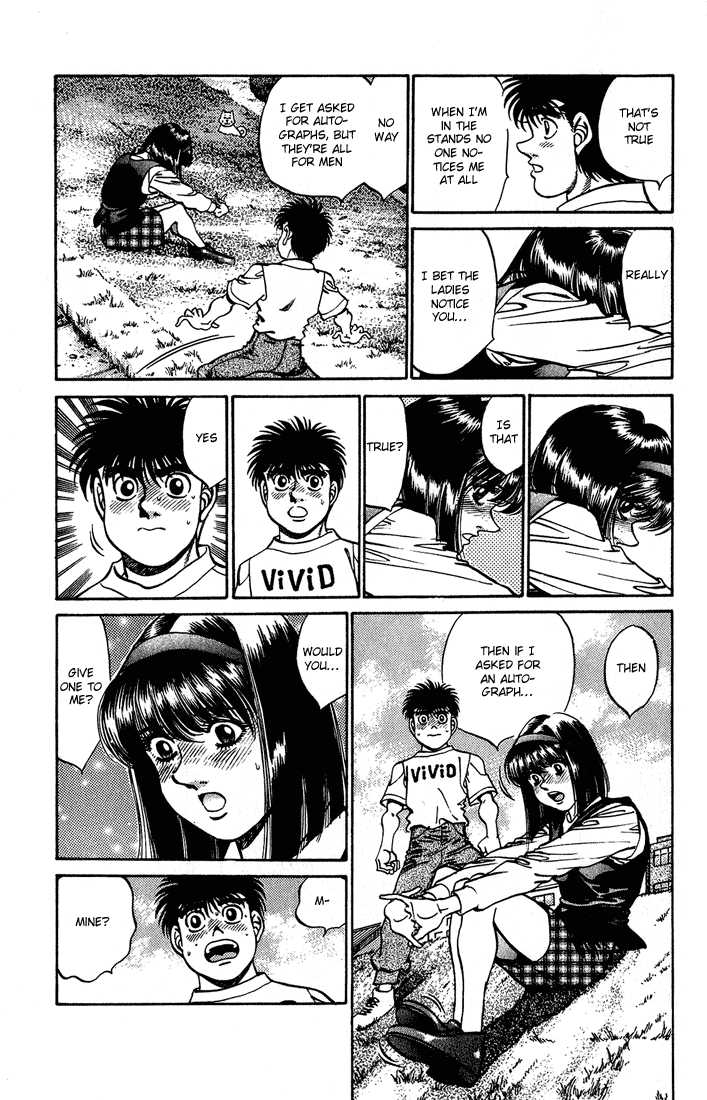 THAT'S
NOT
TRUE
WHEN I'M
IN THE
STANDS NO
ONE NO-
TICES ME
AT ALL
REALLY
I BET THE
LADIES
NOTICE
YOU...
NO
WAY
I GET ASKED
FOR AUTO-
GRAPHS, BUT
THEY'RE ALL
FOR MEN
IS
THAT
TRUE?
ViViD
YES
THEN
THEN IF I
ASKED FOR
AN AUTO-
GRAPH...
ViViD
WOULD
YOU...
GIVE
ONE TO
ME?
M-
MINE?